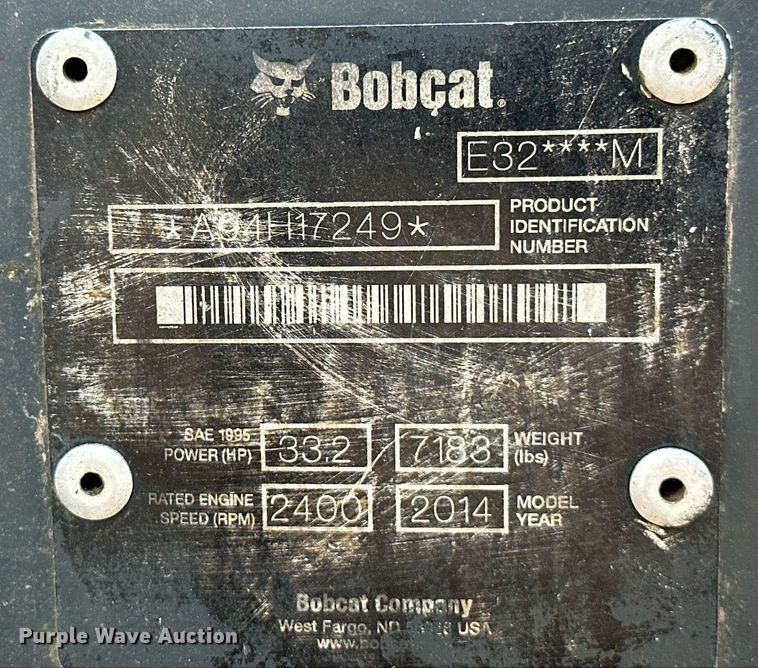 Bobcat®
E32****M
*A94H17249*
PRODUCT
IDENTIFICATION
NUMBER
SAE 1995
POWER (HP)
33.2
7183
WEIGHT
(lbs)
RATED ENGINE
SPEED (RPM)
2400
2014
MODEL
YEAR
Bobcat Company
West Fargo, ND USA
Purple Wave Auction